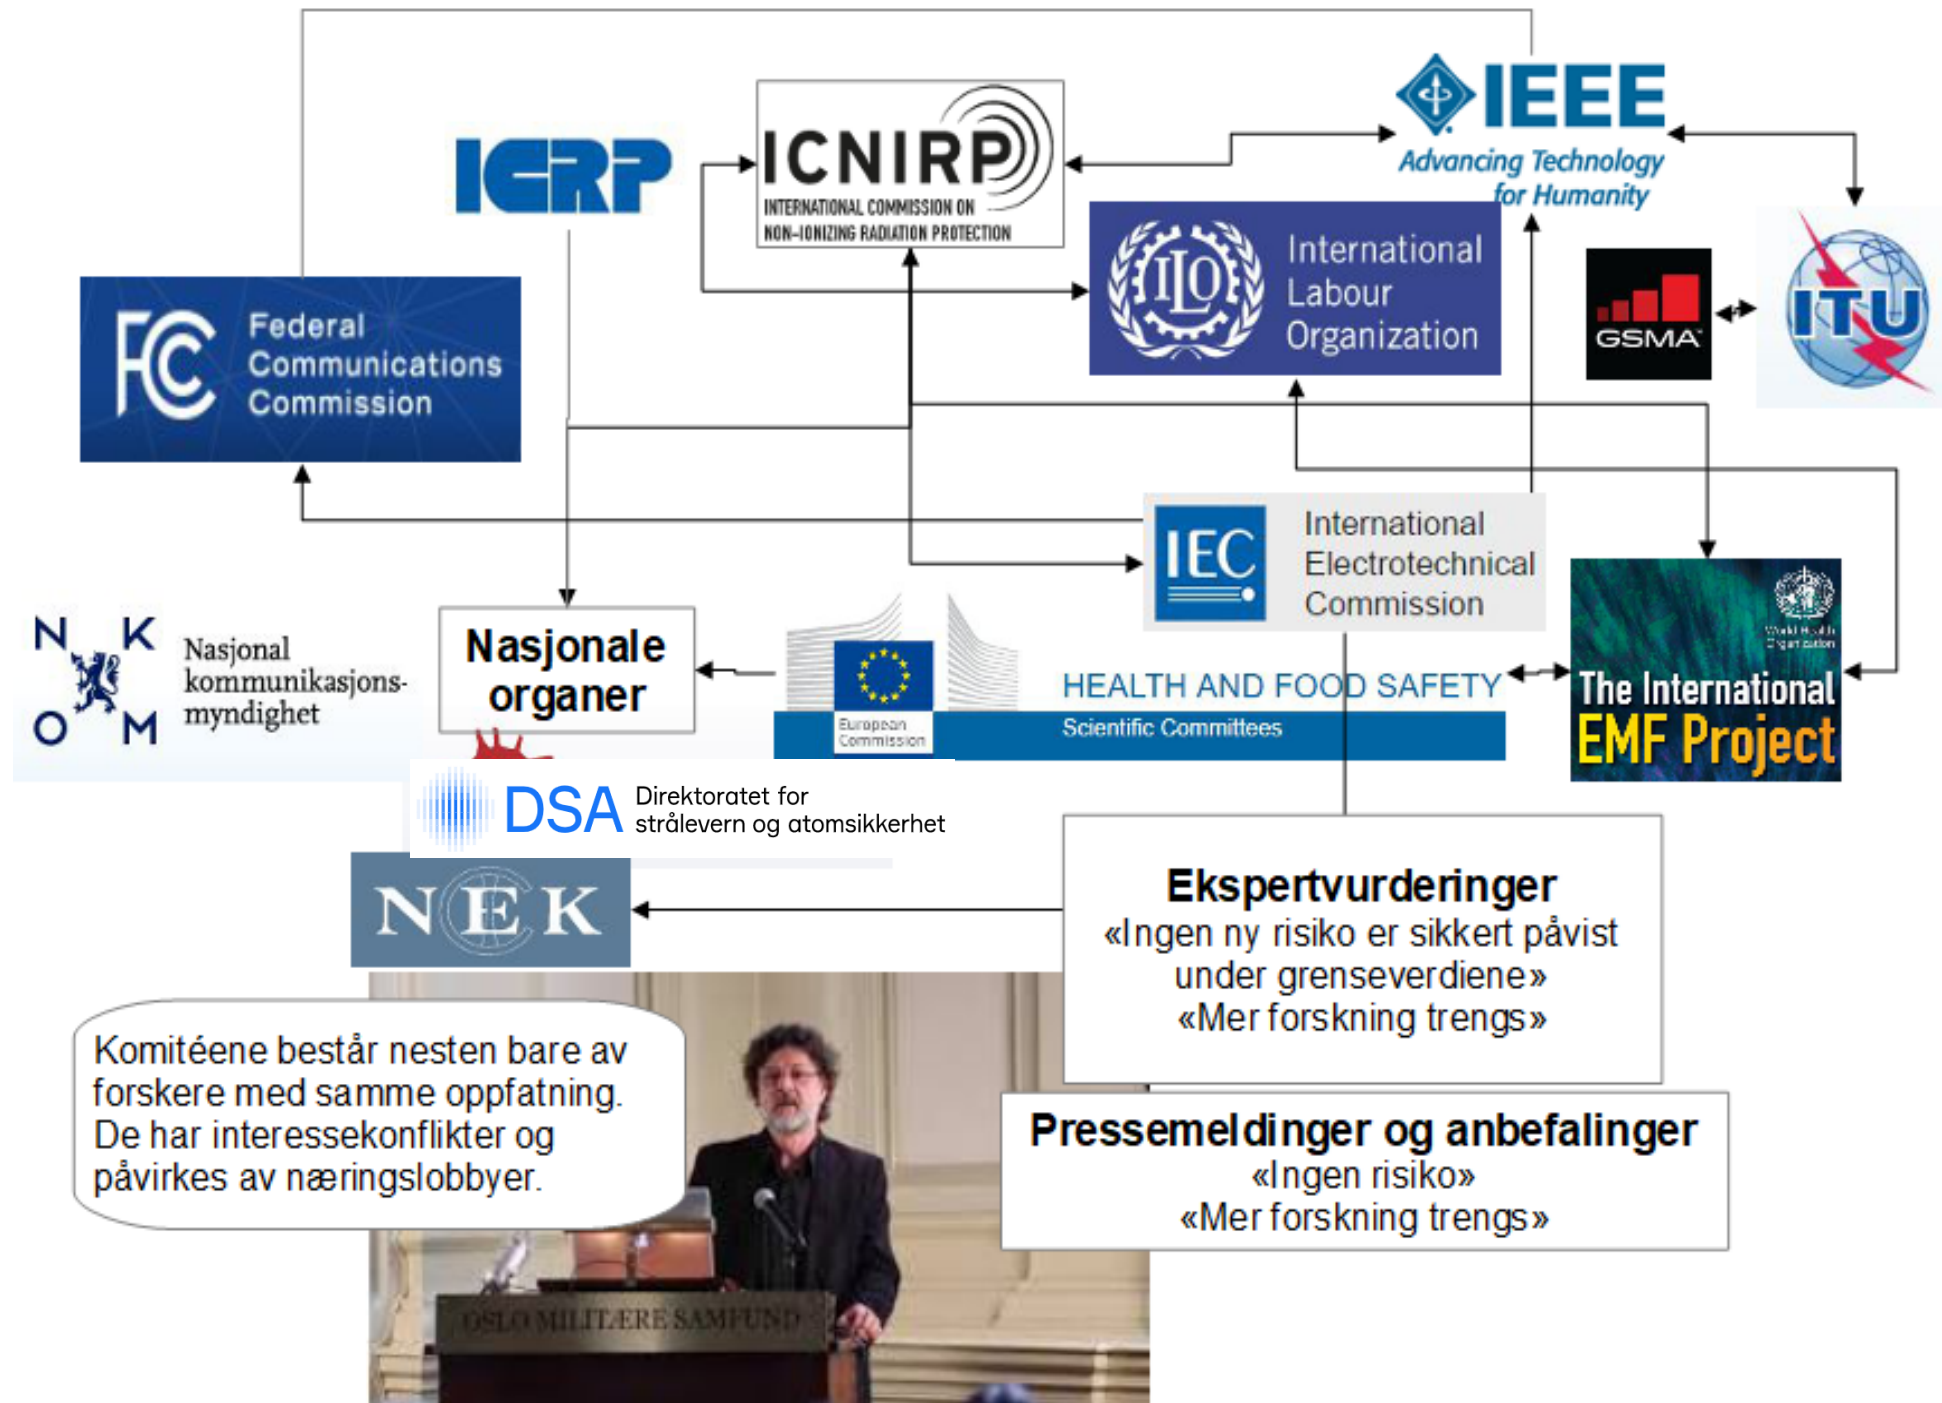 IEEE
Advancing Technology
for Humanity
ICRP
ICNIRP
INTERNATIONAL COMMISSION ON
NON-IONIZING RADIATION PROTECTION
ILO
International
Labour
Organization
GSMA
ITU
FCC
Federal
Communications
Commission
IEC
International
Electrotechnical
Commission
World Health
Organization
The International
EMF Project
N K
O M
Nasjonal
kommunikasjons-
myndighet
Nasjonale
organer
European
Commission
HEALTH AND FOOD SAFETY
Scientific Committees
DSA
Direktoratet for
strålevern og atomsikkerhet
NEK
Ekspertvurderinger
«Ingen ny risiko er sikkert påvist
under grenseverdiene»
«Mer forskning trengs»
Komitéene består nesten bare av
forskere med samme oppfatning.
De har interessekonflikter og
påvirkes av næringslobbyer.
Pressemeldinger og anbefalinger
«Ingen risiko»
«Mer forskning trengs»
OSLO MILITÆRE SAMFUND